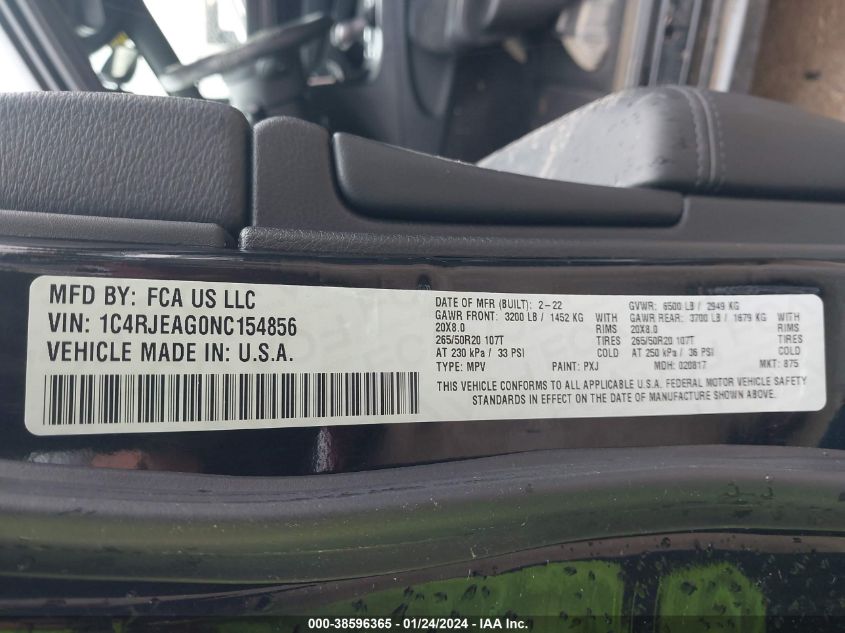 MFD BY: FCA US LLC
VIN: 1C4RJEAG0NC154856
VEHICLE MADE IN: U.S.A.
DATE OF MFR (BUILT): 2-22 GVWR: 6500 LB / 2949 KG
GAWR FRONT: 3200 LB / 1452 KG WITH GAWR REAR: 3700 LB / 1679 KG WITH
20X8.0 RIMS 20X8.0 RIMS
265/50R20 107T TIRES 265/50R20 107T TIRES
AT 230 kPa / 33 PSI COLD AT 250 kPa / 36 PSI COLD
TYPE: MPV PAINT: PXJ MDH: 020817 MKT: 875
THIS VEHICLE CONFORMS TO ALL APPLICABLE U.S.A. FEDERAL MOTOR VEHICLE SAFETY
STANDARDS IN EFFECT ON THE DATE OF MANUFACTURE SHOWN ABOVE.
000-38596365 - 01/24/2024 - IAA Inc.